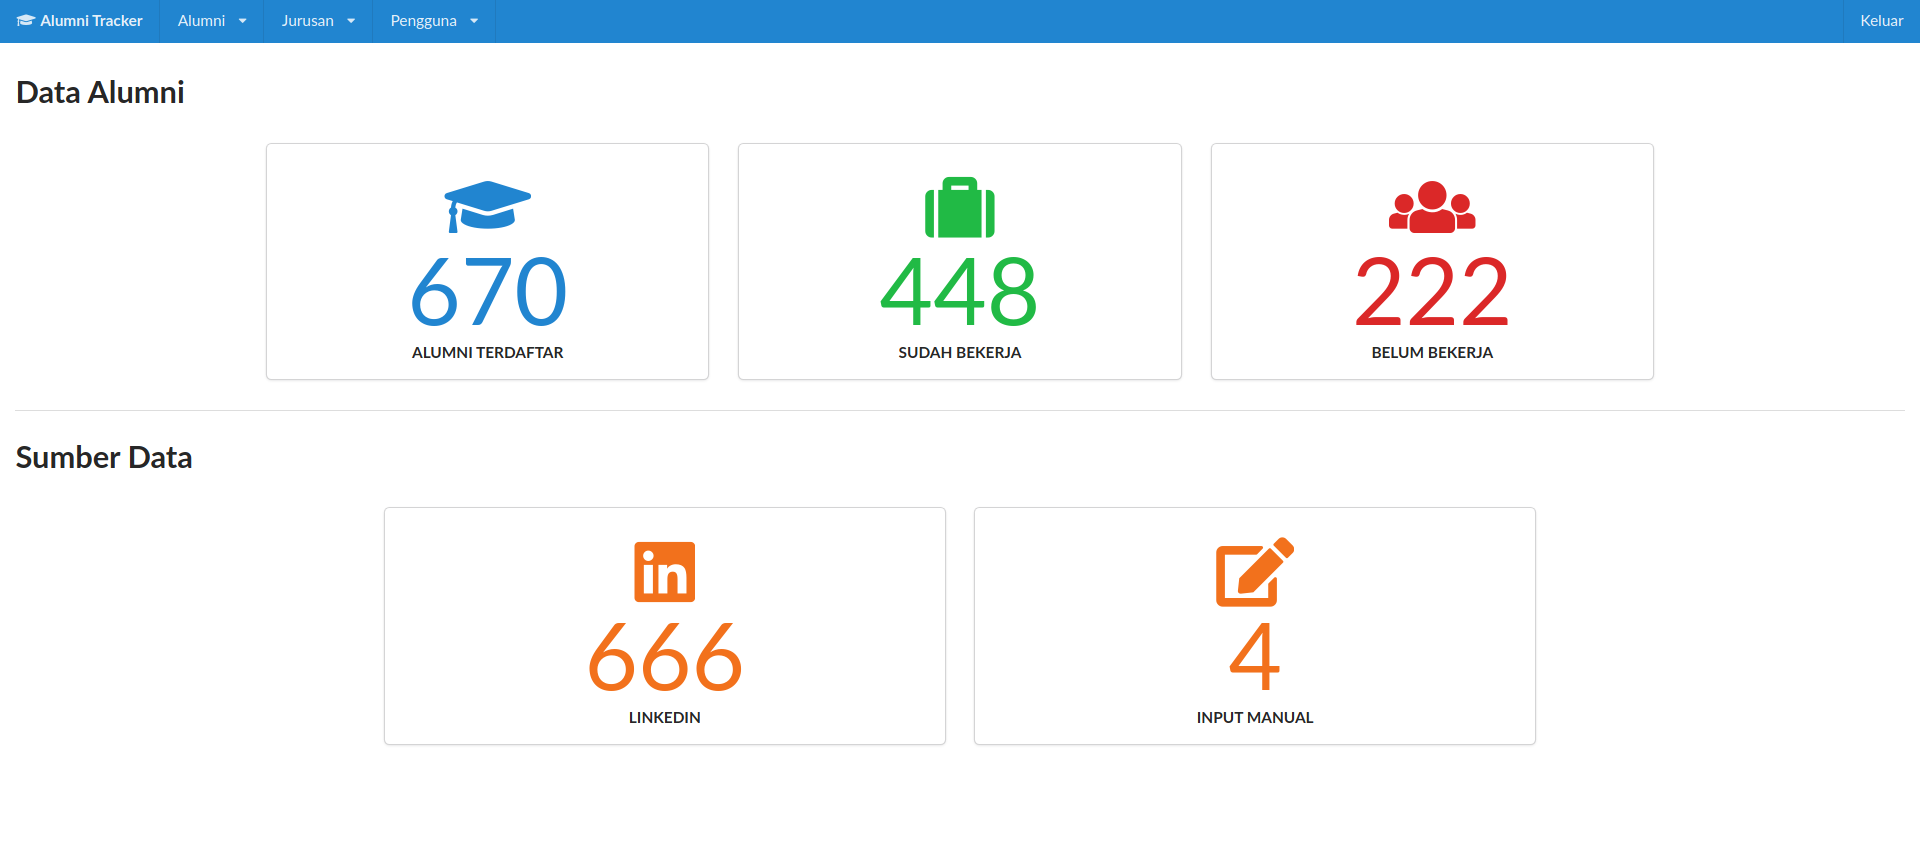 Alumni Tracker Alumni Jurusan Pengguna Keluar
Data Alumni
670 448 222
ALUMNI TERDAFTAR SUDAH BEKERJA BELUM BEKERJA
Sumber Data
in
666 4
LINKEDIN INPUT MANUAL